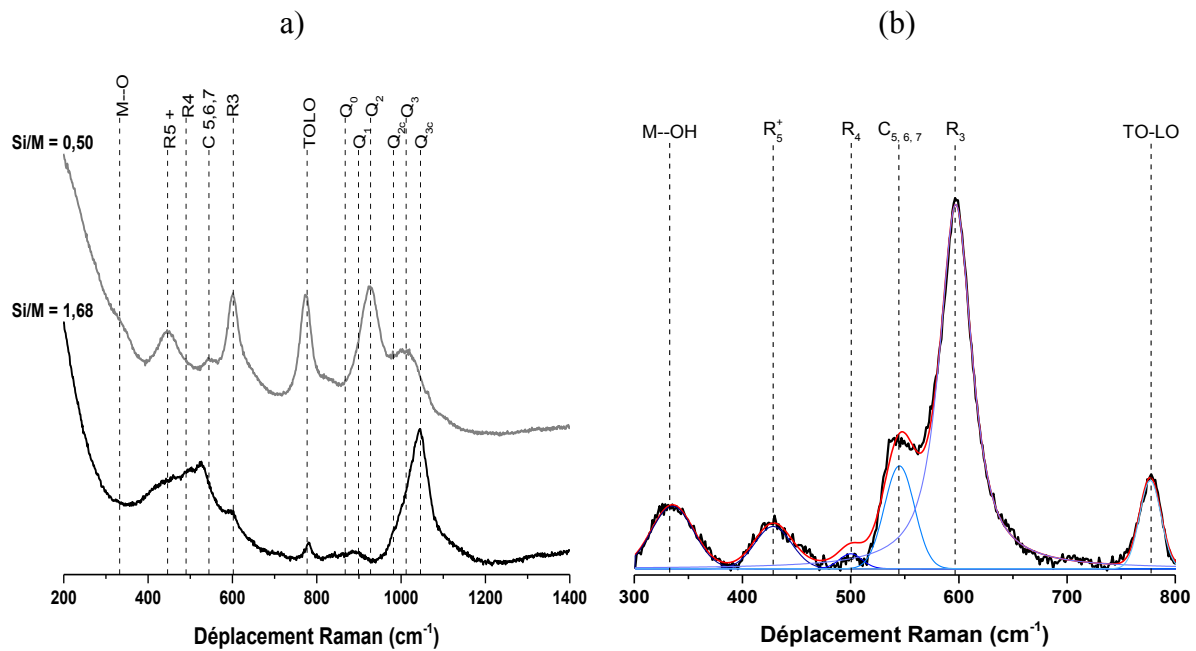 a)
(b)
M---O
R5 +
R4
C 5,6,7
R3
TOLO
Q0
Q1
Q2
Q2c
Q3
Q3c
Si/M = 0,50
Si/M = 1,68
200 400 600 800 1000 1200 1400
Déplacement Raman (cm-1)
M---OH
R5+
R4
C5, 6, 7
R3
TO-LO
300 400 500 600 700 800
Déplacement Raman (cm-1)